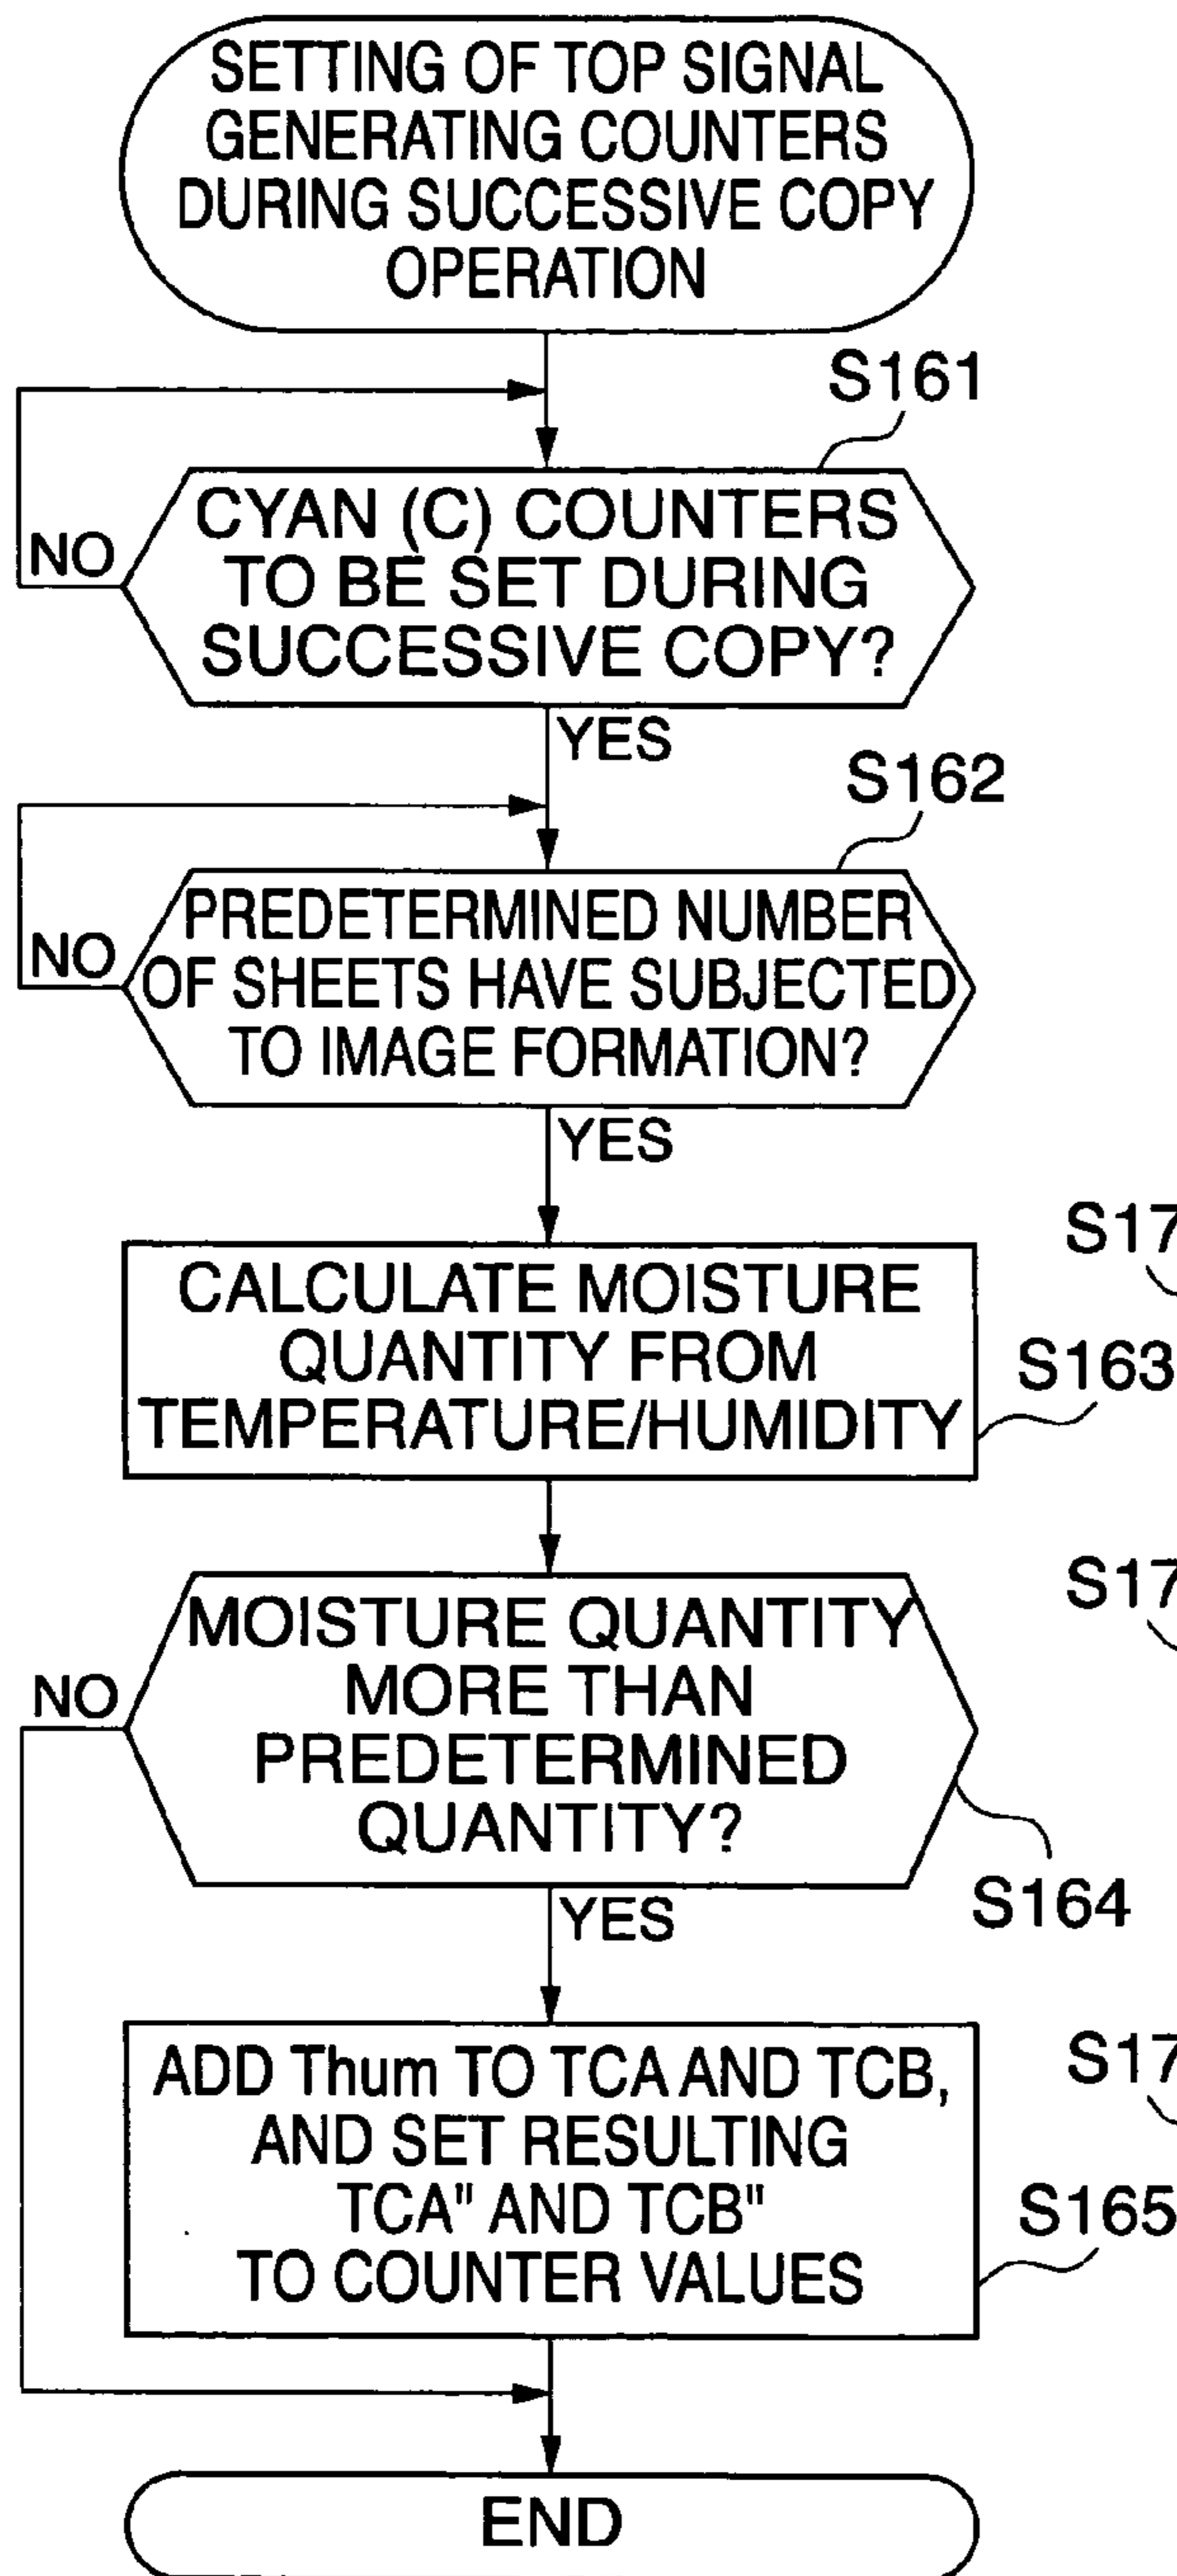 SETTING OF TOP SIGNAL
GENERATING COUNTERS
DURING SUCCESSIVE COPY
OPERATION
S161
CYAN (C) COUNTERS
TO BE SET DURING
SUCCESSIVE COPY?
NO
YES
S162
PREDETERMINED NUMBER
OF SHEETS HAVE SUBJECTED
TO IMAGE FORMATION?
NO
YES
S17
CALCULATE MOISTURE
QUANTITY FROM
TEMPERATURE/HUMIDITY
S163
S17
MOISTURE QUANTITY
MORE THAN
PREDETERMINED
QUANTITY?
NO
S164
YES
S17
ADD Thum TO TCA AND TCB,
AND SET RESULTING
TCA" AND TCB"
TO COUNTER VALUES
S165
END